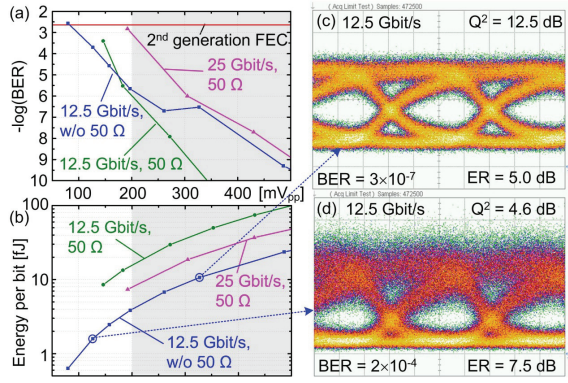 (a)
2
3
4
5
6
7
8
9
10
-log(BER)
2nd generation FEC
25 Gbit/s,
50 Ω
12.5 Gbit/s,
w/o 50 Ω
12.5 Gbit/s, 50 Ω
100
200
300
400
[mVpp]
(b)
100
10
1
Energy per bit [fJ]
12.5 Gbit/s,
50 Ω
25 Gbit/s,
50 Ω
12.5 Gbit/s,
w/o 50 Ω
100
200
300
400
( Acq Limit Test ) Samples: 472500
(c)
12.5 Gbit/s
Q² = 12.5 dB
BER = 3×10⁻⁷
ER = 5.0 dB
( Acq Limit Test ) Samples: 472500
(d)
12.5 Gbit/s
Q² = 4.6 dB
BER = 2×10⁻⁴
ER = 7.5 dB